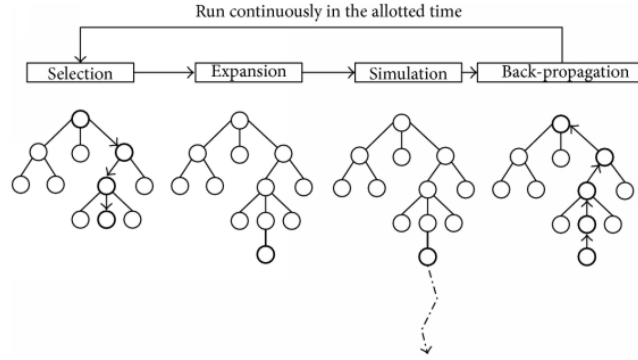 Run continuously in the allotted time
Selection
Expansion
Simulation
Back-propagation